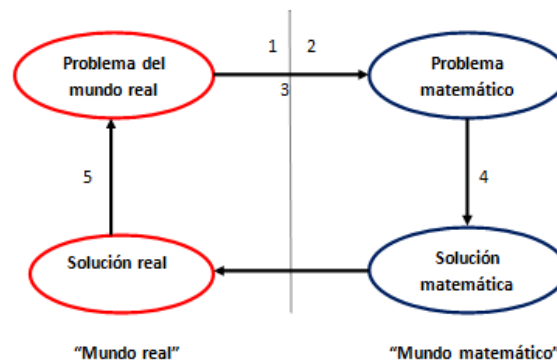 1 2
Problema del
mundo real
3
Problema
matemático
5
4
Solución real
Solución
matemática
“Mundo real”
“Mundo matemático”